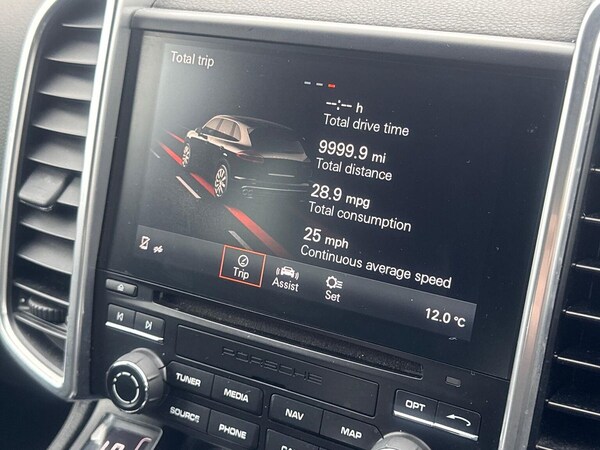 Total trip
--:-- h
Total drive time
9999.9 mi
Total distance
28.9 mpg
Total consumption
25 mph
Continuous average speed
Trip
Assist
Set
12.0 °C
PORSCHE
TUNER
MEDIA
NAV
MAP
OPT
SOURCE
PHONE